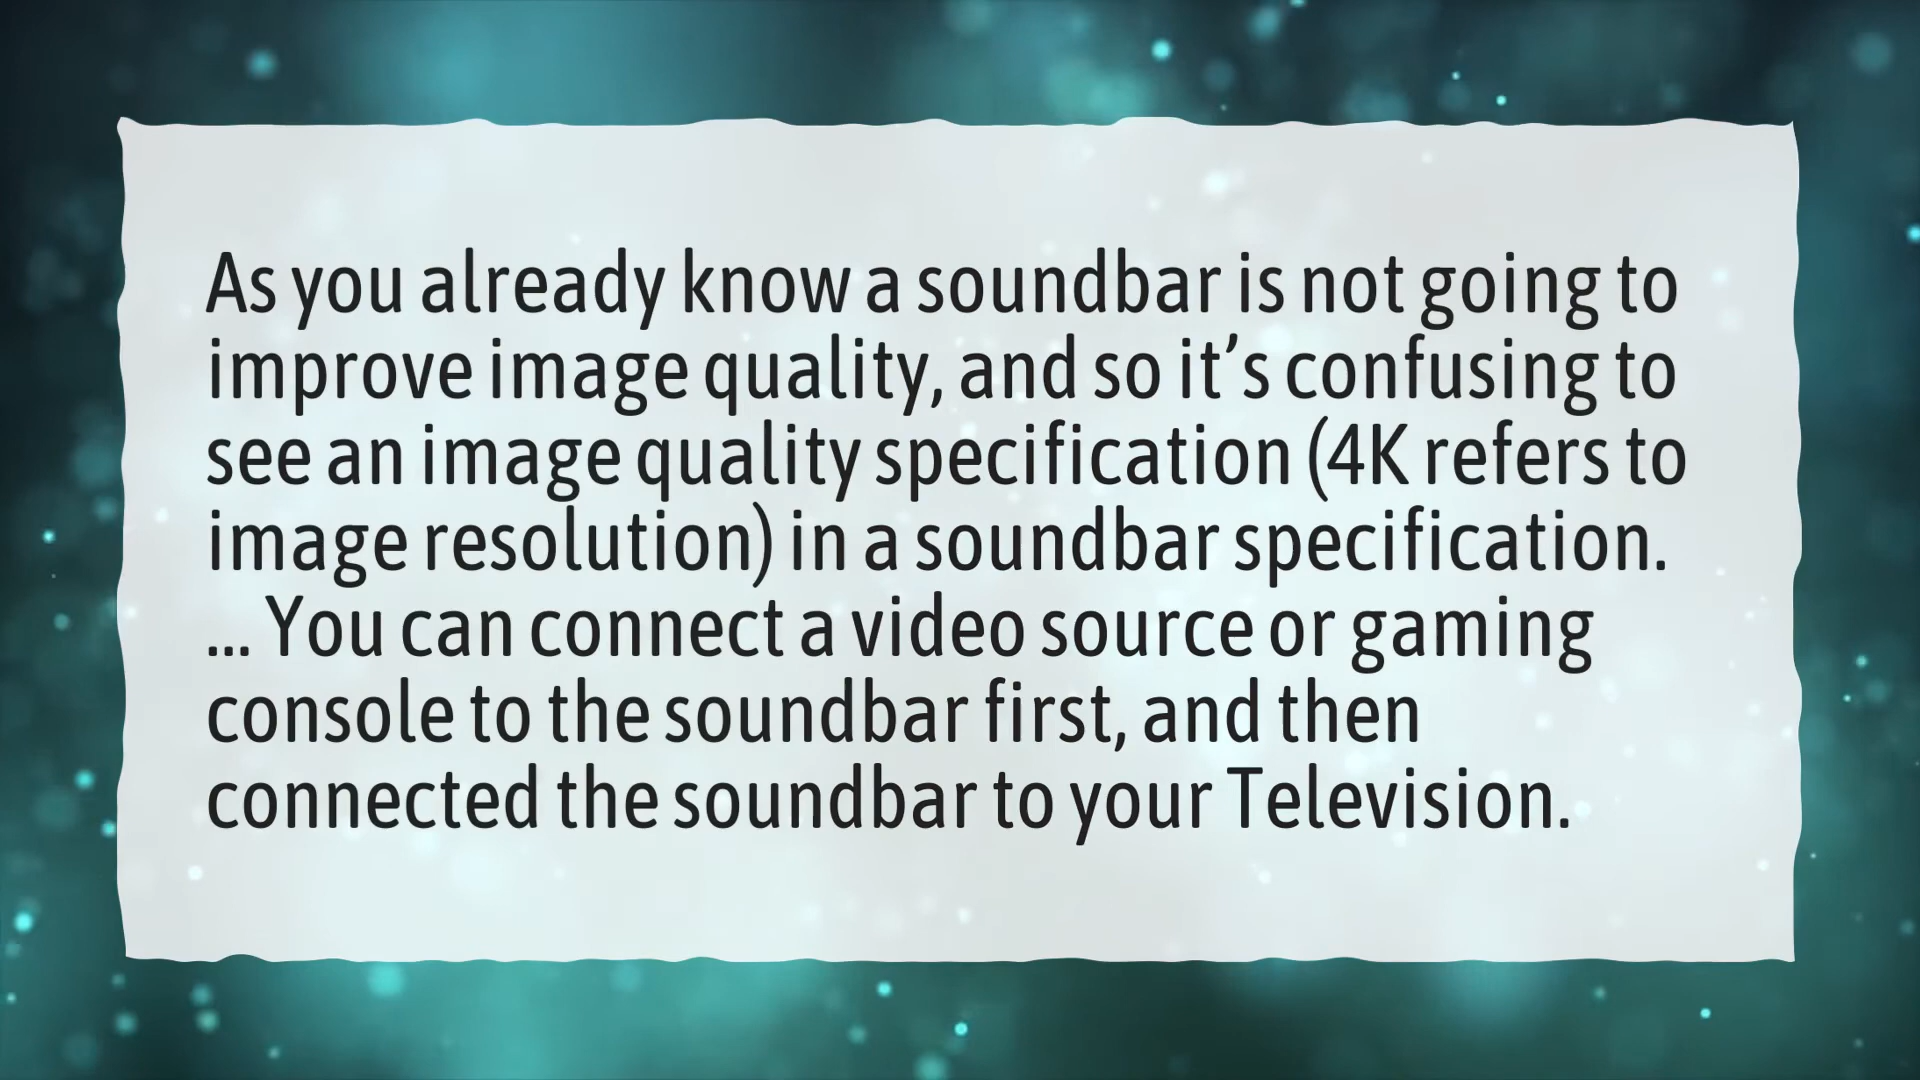 As you already know a soundbar is not going to
improve image quality, and so it’s confusing to
see an image quality specification (4K refers to
image resolution) in a soundbar specification.
... You can connect a video source or gaming
console to the soundbar first, and then
connected the soundbar to your Television.